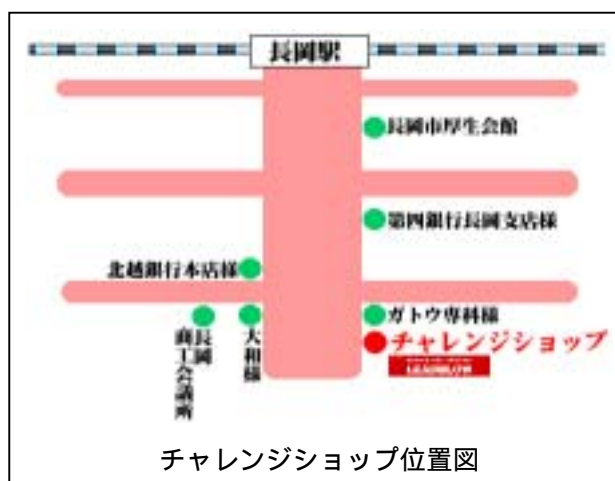 長岡駅
長岡市厚生会館
第四銀行長岡支店様
北越銀行本店様
ガトウ専科様
大和様
長岡
商工会議所
チャレンジショップ
チャレンジショップ位置図